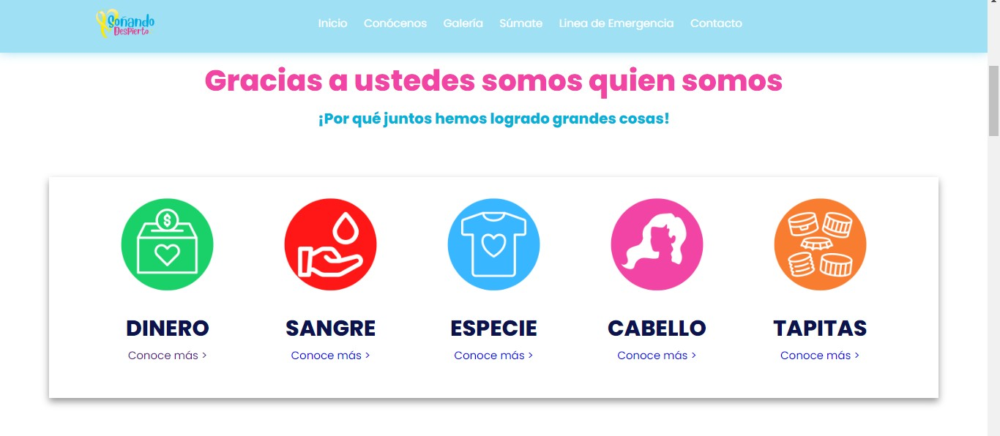 Soñando
Despierto
Inicio Conócenos Galería Súmate Linea de Emergencia Contacto
Gracias a ustedes somos quien somos
¡Por qué juntos hemos logrado grandes cosas!
$
DINERO SANGRE ESPECIE CABELLO TAPITAS
Conoce más > Conoce más > Conoce más > Conoce más > Conoce más >